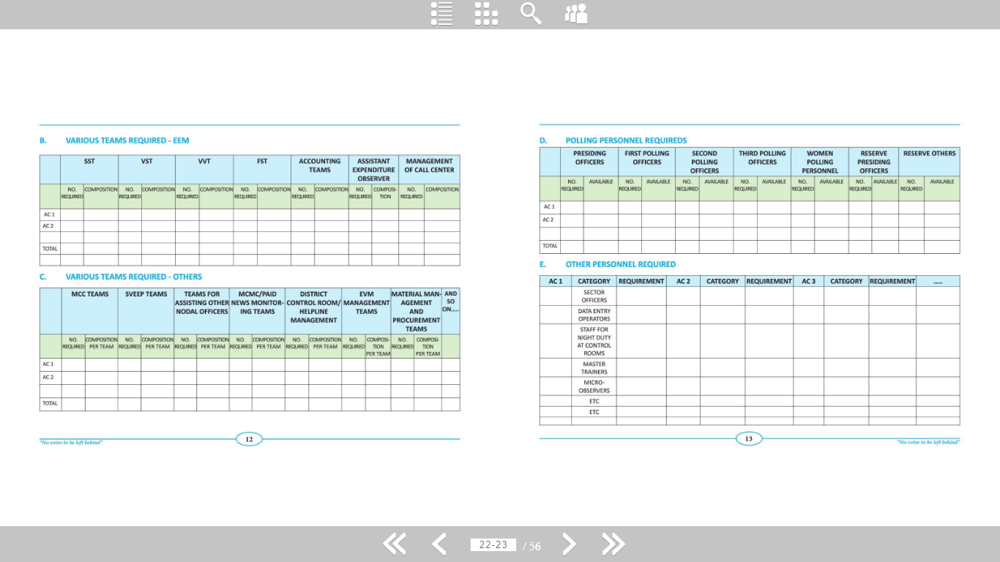 B. VARIOUS TEAMS REQUIRED - EEM
SST VST VVT FST ACCOUNTING TEAMS ASSISTANT EXPENDITURE OBSERVER MANAGEMENT OF CALL CENTER
NO. REQUIRED COMPOSITION NO. REQUIRED COMPOSITION NO. REQUIRED COMPOSITION NO. REQUIRED COMPOSITION NO. REQUIRED COMPOSITION NO. REQUIRED COMPOSI-TION NO. REQUIRED COMPOSITION
AC 1
AC 2
TOTAL
C. VARIOUS TEAMS REQUIRED - OTHERS
MCC TEAMS SVEEP TEAMS TEAMS FOR ASSISTING OTHER NODAL OFFICERS MCMC/PAID NEWS MONITOR-ING TEAMS DISTRICT CONTROL ROOM/ HELPLINE MANAGEMENT EVM MANAGEMENT TEAMS MATERIAL MAN-AGEMENT AND PROCUREMENT TEAMS AND SO ON.....
NO. REQUIRED COMPOSITION PER TEAM NO. REQUIRED COMPOSITION PER TEAM NO. REQUIRED COMPOSITION PER TEAM NO. REQUIRED COMPOSITION PER TEAM NO. REQUIRED COMPOSITION PER TEAM NO. REQUIRED COMPOSI-TION PER TEAM NO. REQUIRED COMPOSI-TION PER TEAM
AC 1
AC 2
TOTAL
"No voter to be left behind"
12
D. POLLING PERSONNEL REQUIREDS
PRESIDING OFFICERS FIRST POLLING OFFICERS SECOND POLLING OFFICERS THIRD POLLING OFFICERS WOMEN POLLING PERSONNEL RESERVE PRESIDING OFFICERS RESERVE OTHERS
NO. REQUIRED AVAILABLE NO. REQUIRED AVAILABLE NO. REQUIRED AVAILABLE NO. REQUIRED AVAILABLE NO. REQUIRED AVAILABLE NO. REQUIRED AVAILABLE NO. REQUIRED AVAILABLE
AC 1
AC 2
TOTAL
E. OTHER PERSONNEL REQUIRED
AC 1 CATEGORY REQUIREMENT AC 2 CATEGORY REQUIREMENT AC 3 CATEGORY REQUIREMENT .....
SECTOR
OFFICERS
DATA ENTRY
OPERATORS
STAFF FOR
NIGHT DUTY
AT CONTROL
ROOMS
MASTER
TRAINERS
MICRO-
OBSERVERS
ETC
ETC
13
"No voter to be left behind"
22-23 / 56